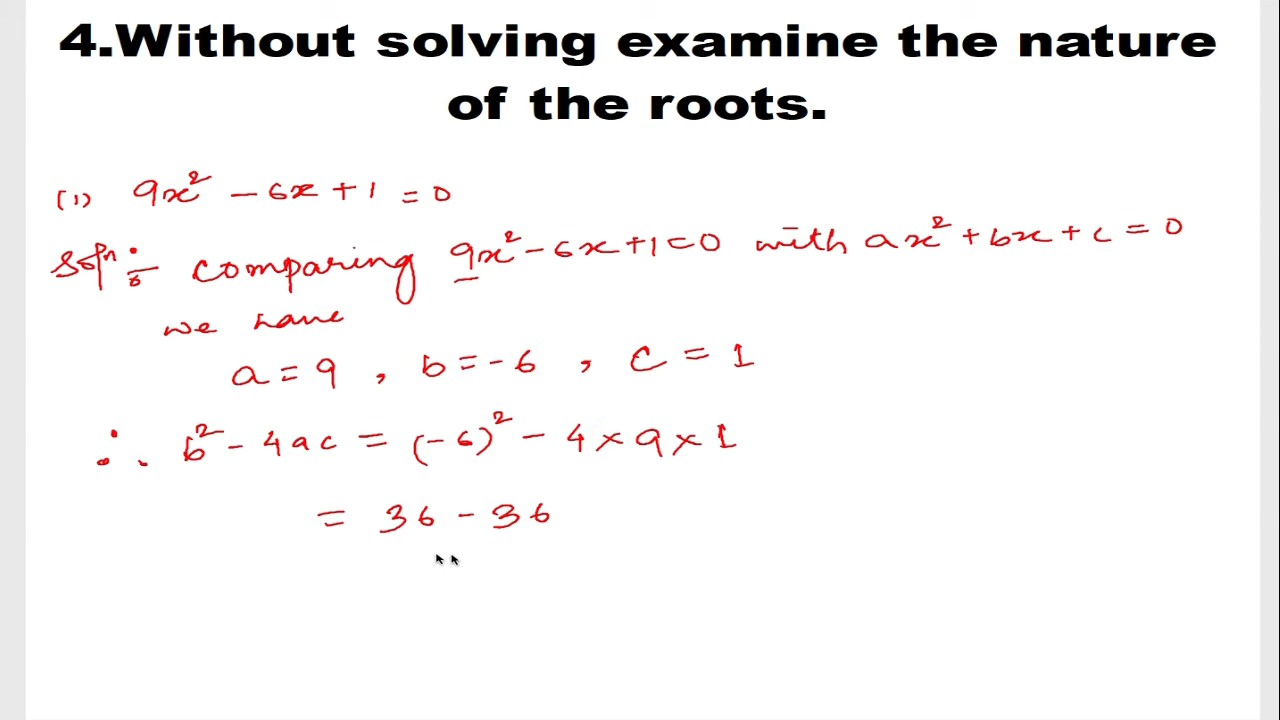 4.Without solving examine the nature
of the roots.
(1) 9x² - 6x + 1 = 0
Soln :- comparing 9x² - 6x + 1 = 0 with ax² + bx + c = 0
we have
a = 9 , b = - 6 , c = 1
∴ b² - 4ac = (-6)² - 4 × 9 × 1
= 36 - 36